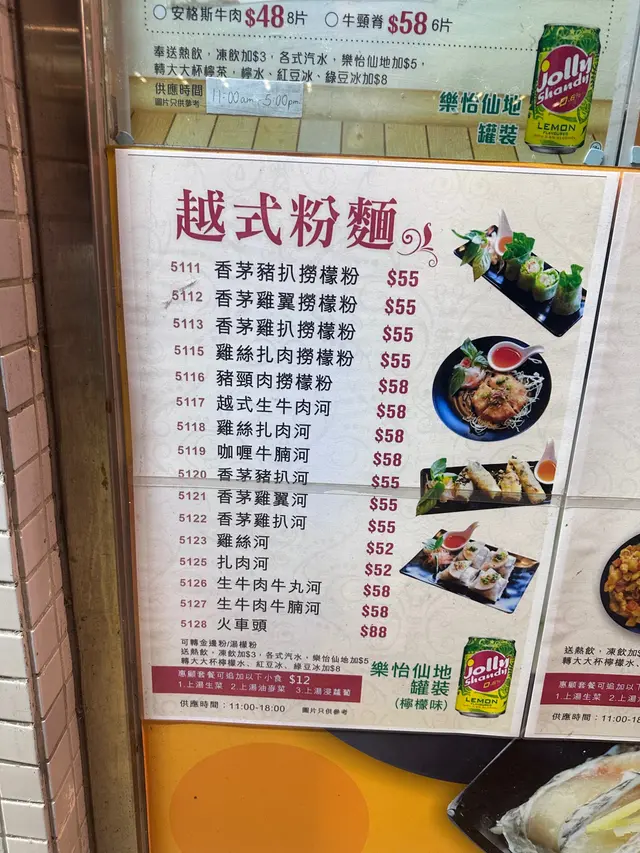 ○ 安格斯牛肉 $48 8片 ○ 牛頸脊 $58 6片
奉送熱飲，凍飲加$3，各式汽水，樂怡仙地加$5，
轉大大杯檸茶，檸水，紅豆冰，綠豆冰加$8
供應時間 11:00am-5:00pm
圖片只供參考
樂怡仙地
罐裝
Jolly
Shandy
LEMON
越式粉麵
5111 香茅豬扒撈檬粉 $55
5112 香茅雞翼撈檬粉 $55
5113 香茅雞扒撈檬粉 $55
5115 雞絲扎肉撈檬粉 $55
5116 豬頸肉撈檬粉 $58
5117 越式生牛肉河 $58
5118 雞絲扎肉河 $58
5119 咖喱牛腩河 $58
5120 香茅豬扒河 $55
5121 香茅雞翼河 $55
5122 香茅雞扒河 $55
5123 雞絲河 $52
5125 扎肉河 $52
5126 生牛肉牛丸河 $58
5127 生牛肉牛腩河 $58
5128 火車頭 $88
可轉金邊粉/湯檬粉
送熱飲，凍飲加$3，各式汽水，樂怡仙地加$5
轉大大杯檸檬水、紅豆冰、綠豆冰加$8
惠顧套餐可追加以下小食 $12
1.上湯生菜 2.上湯油麥菜 3.上湯浸蘿蔔
供應時間：11:00-18:00 圖片只供參考
樂怡仙地
罐裝
(檸檬味)
Jolly
Shandy
LEMON
送熱飲，凍飲加
轉大大杯檸檬
惠顧套餐可追加以下
1.上湯生菜 2.上
供應時間：11:00-18